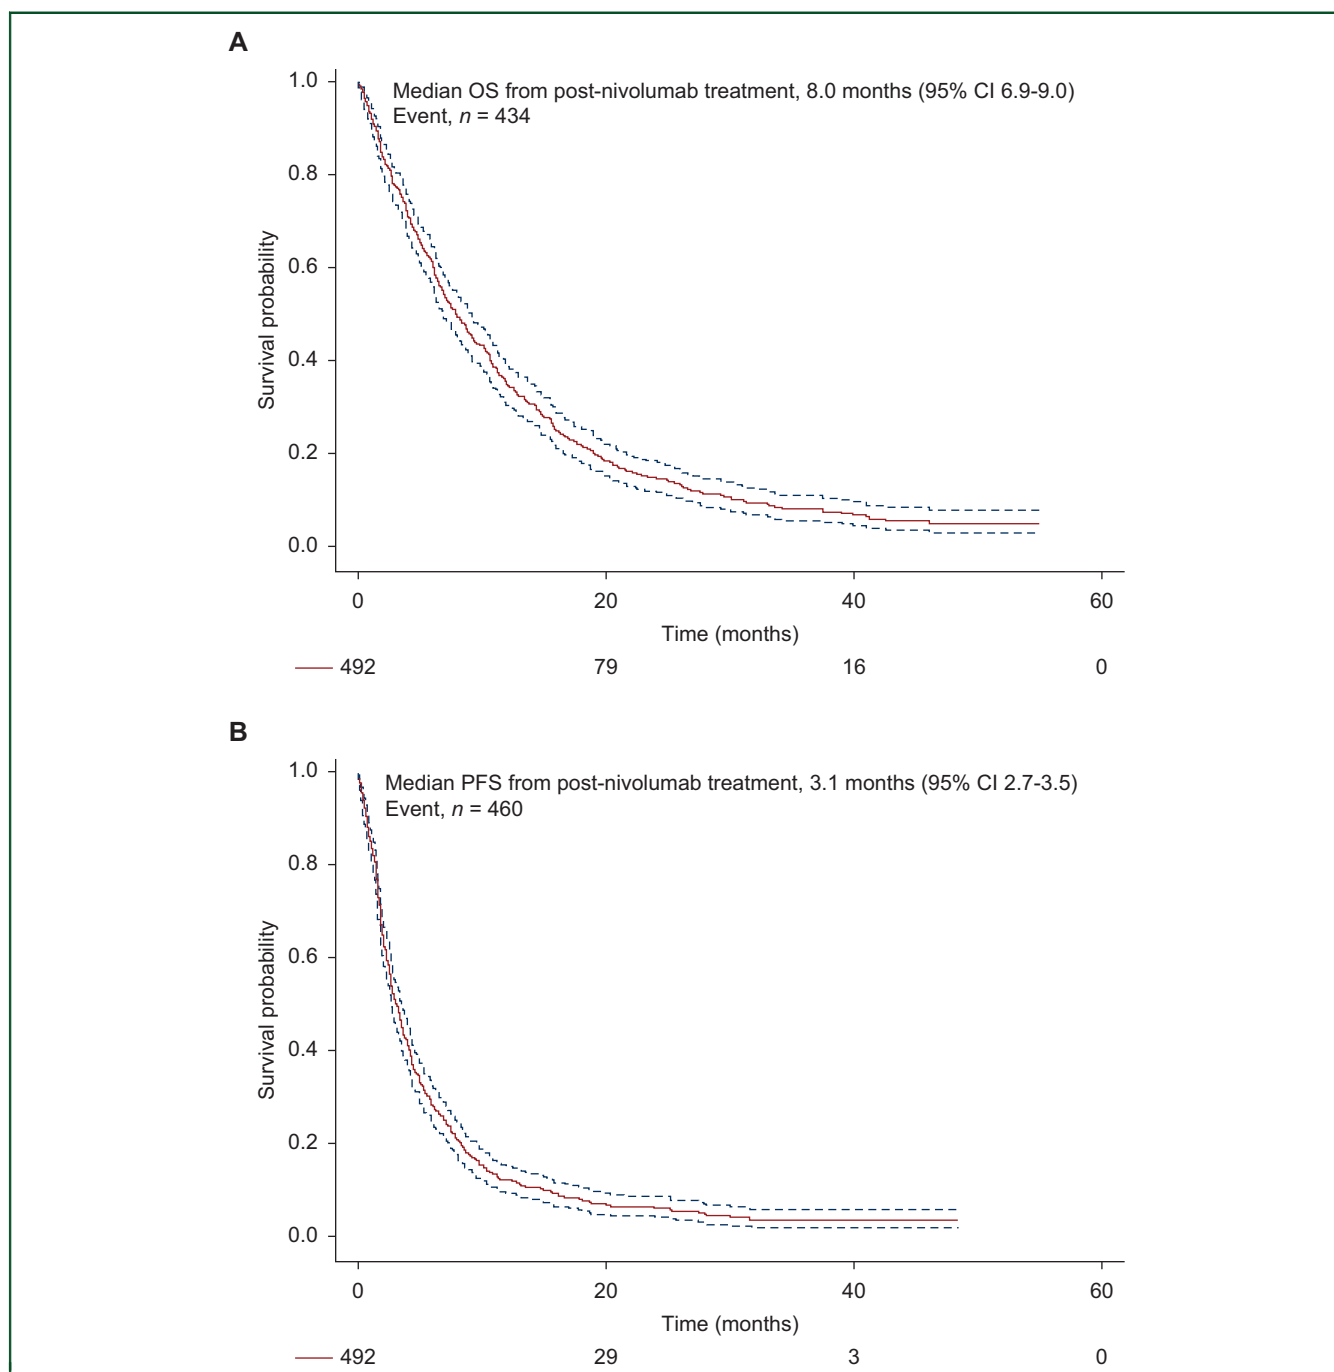 A
Median OS from post-nivolumab treatment, 8.0 months (95% CI 6.9-9.0)
Event, n = 434
1.0
0.8
0.6
0.4
0.2
0.0
Survival probability
0 20 40 60
Time (months)
492 79 16 0
B
Median PFS from post-nivolumab treatment, 3.1 months (95% CI 2.7-3.5)
Event, n = 460
1.0
0.8
0.6
0.4
0.2
0.0
Survival probability
0 20 40 60
Time (months)
492 29 3 0